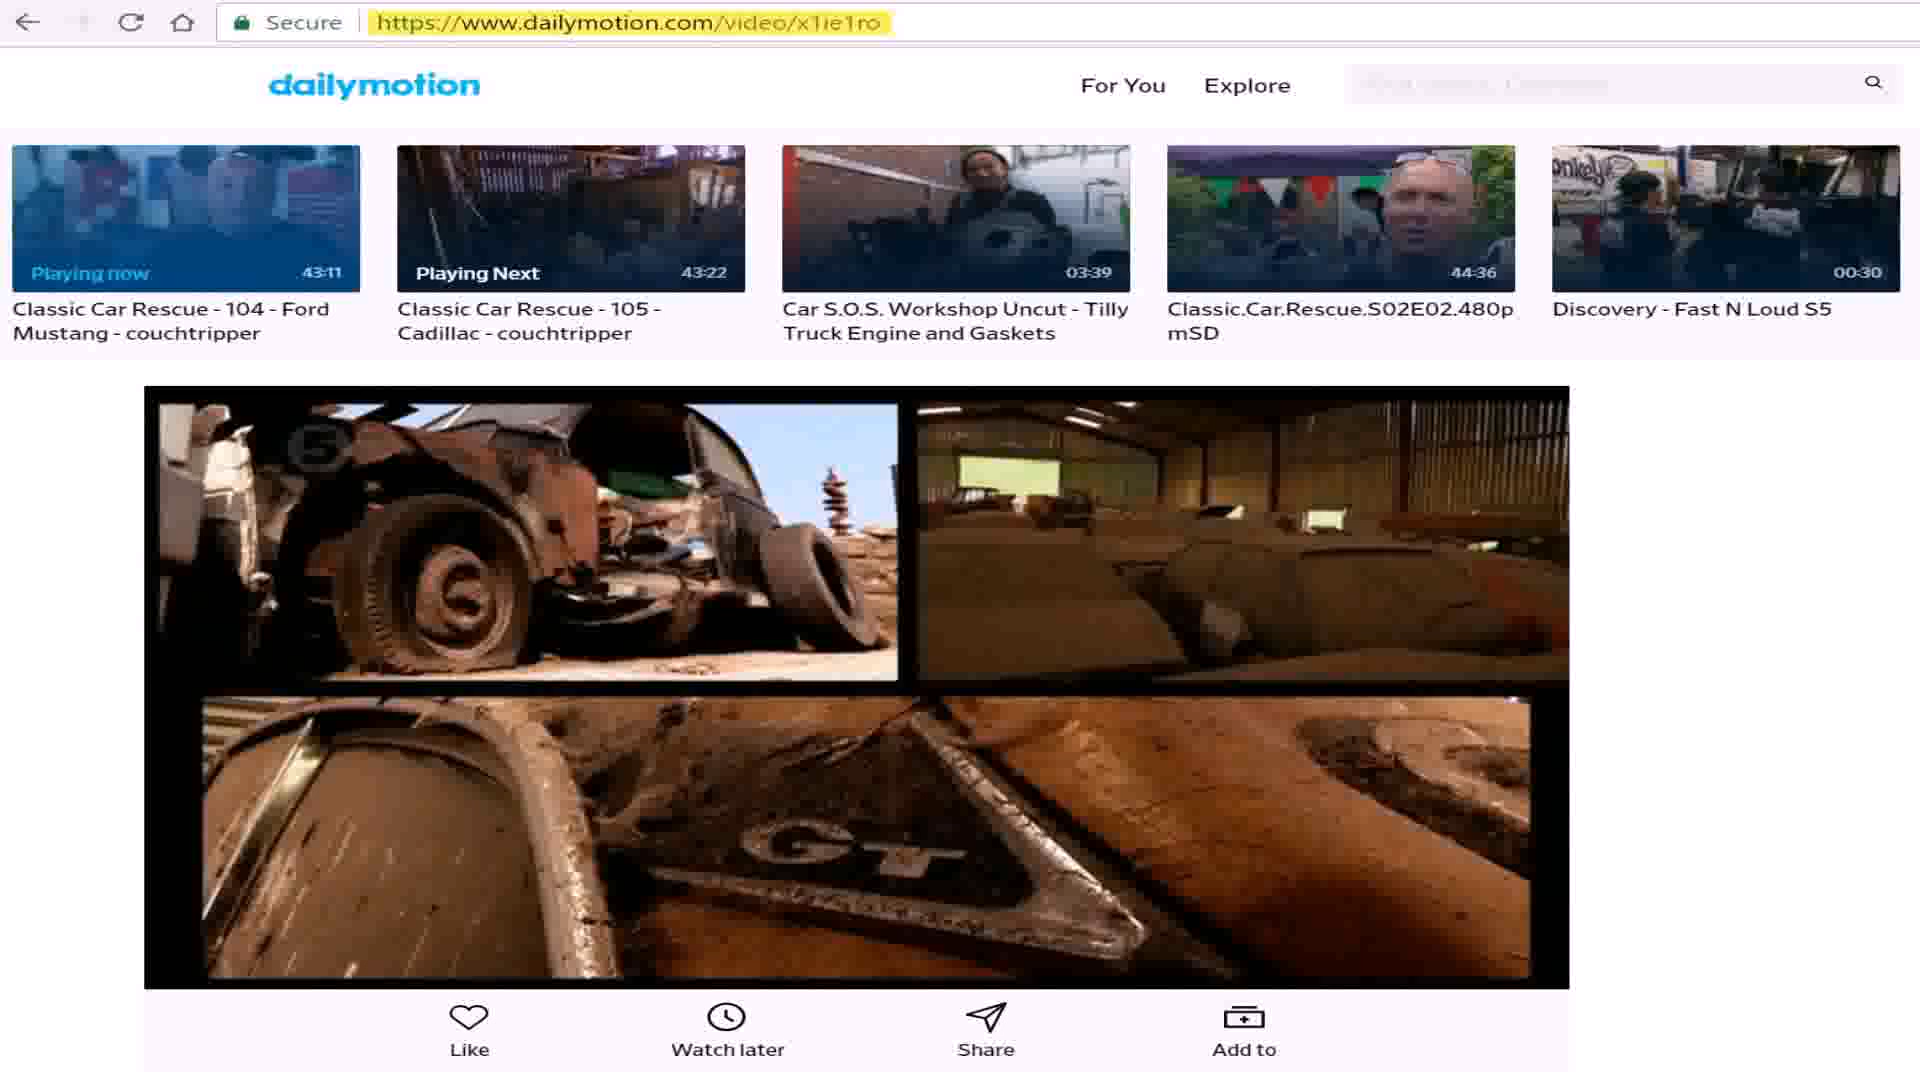 Secure
https://www.dailymotion.com/video/x1ie1ro
dailymotion
For You
Explore
Playing now
43:11
Playing Next
43:22
03:39
44:36
00:30
Classic Car Rescue - 104 - Ford
Mustang - couchtripper
Classic Car Rescue - 105 -
Cadillac - couchtripper
Car S.O.S. Workshop Uncut - Tilly
Truck Engine and Gaskets
Classic.Car.Rescue.S02E02.480p
mSD
Discovery - Fast N Loud S5
5
GT
Like
Watch later
Share
Add to